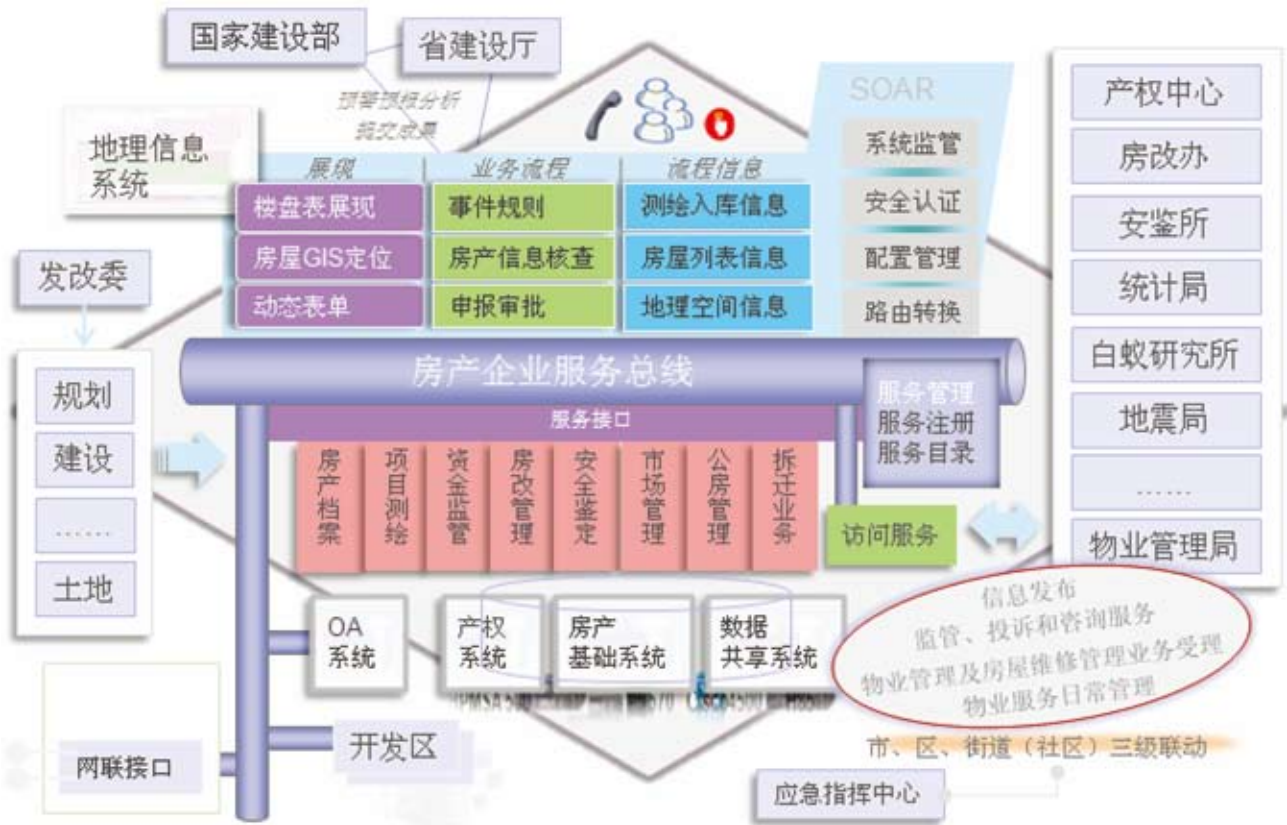 国家建设部
省建设厅
预警预报分析
提交成果
地理信息
系统
展现
业务流程
流程信息
楼盘表展现
事件规则
测绘入库信息
房屋GIS定位
房产信息核查
房屋列表信息
动态表单
申报审批
地理空间信息
SOAR
系统监管
安全认证
配置管理
路由转换
产权中心
房改办
安鉴所
统计局
白蚁研究所
地震局
……
物业管理局
发改委
规划
建设
……
土地
房产企业服务总线
服务接口
服务管理
服务注册
服务目录
房产档案
项目测绘
资金监管
房改管理
安全鉴定
市场管理
公房管理
拆迁业务
访问服务
OA
系统
产权
系统
房产
基础系统
数据
共享系统
信息发布
监管、投诉和咨询服务
物业管理及房屋维修管理业务受理
物业服务日常管理
市、区、街道（社区）三级联动
网联接口
开发区
应急指挥中心